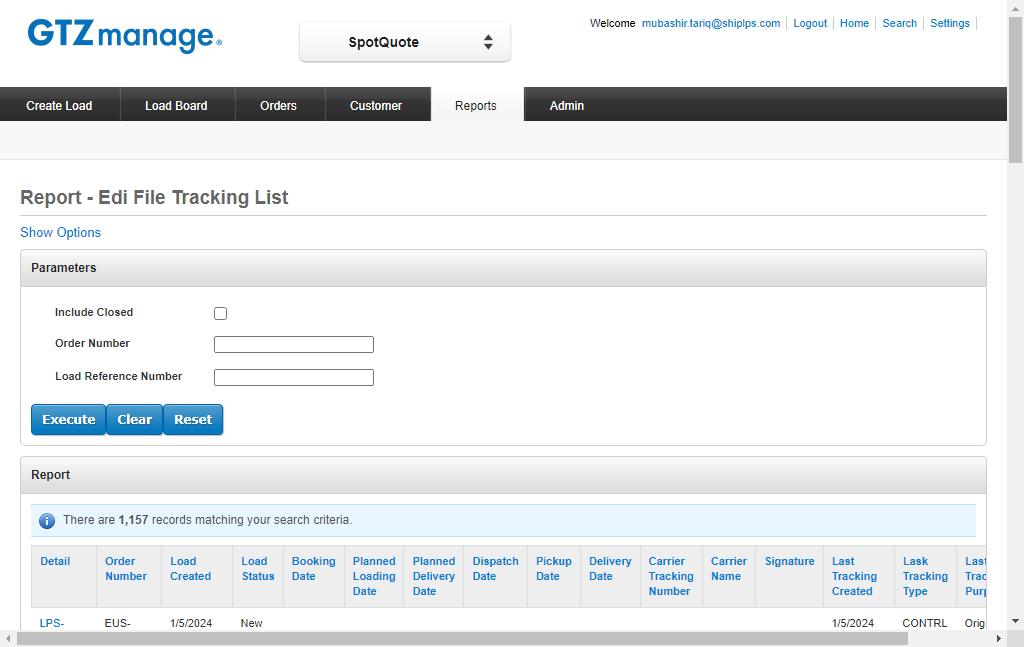 GTZmanage®
SpotQuote
Welcome mubashir.tariq@shiplps.com Logout Home Search Settings
Create Load Load Board Orders Customer Reports Admin
Report - Edi File Tracking List
Show Options
Parameters
Include Closed
Order Number
Load Reference Number
Execute Clear Reset
Report
There are 1,157 records matching your search criteria.
Detail
Order
Number
Load
Created
Load
Status
Booking
Date
Planned
Loading
Date
Planned
Delivery
Date
Dispatch
Date
Pickup
Date
Delivery
Date
Carrier
Tracking
Number
Carrier
Name
Signature
Last
Tracking
Created
Lask
Tracking
Type
Last
Trac
Purp
LPS- EUS- 1/5/2024 New 1/5/2024 CONTRL Orig